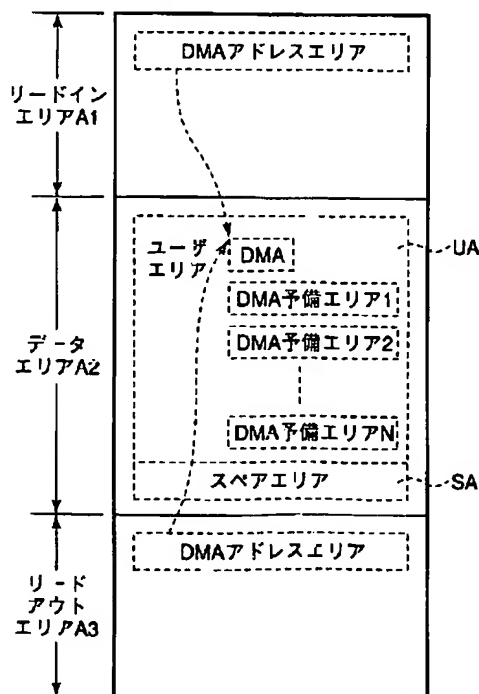 DMAアドレスエリア
リードイン
エリアA1
ユーザ
エリア
UA
DMA
DMA予備エリア1
DMA予備エリア2
データ
エリアA2
DMA予備エリアN
スペアエリア
SA
DMAアドレスエリア
リード
アウト
エリアA3